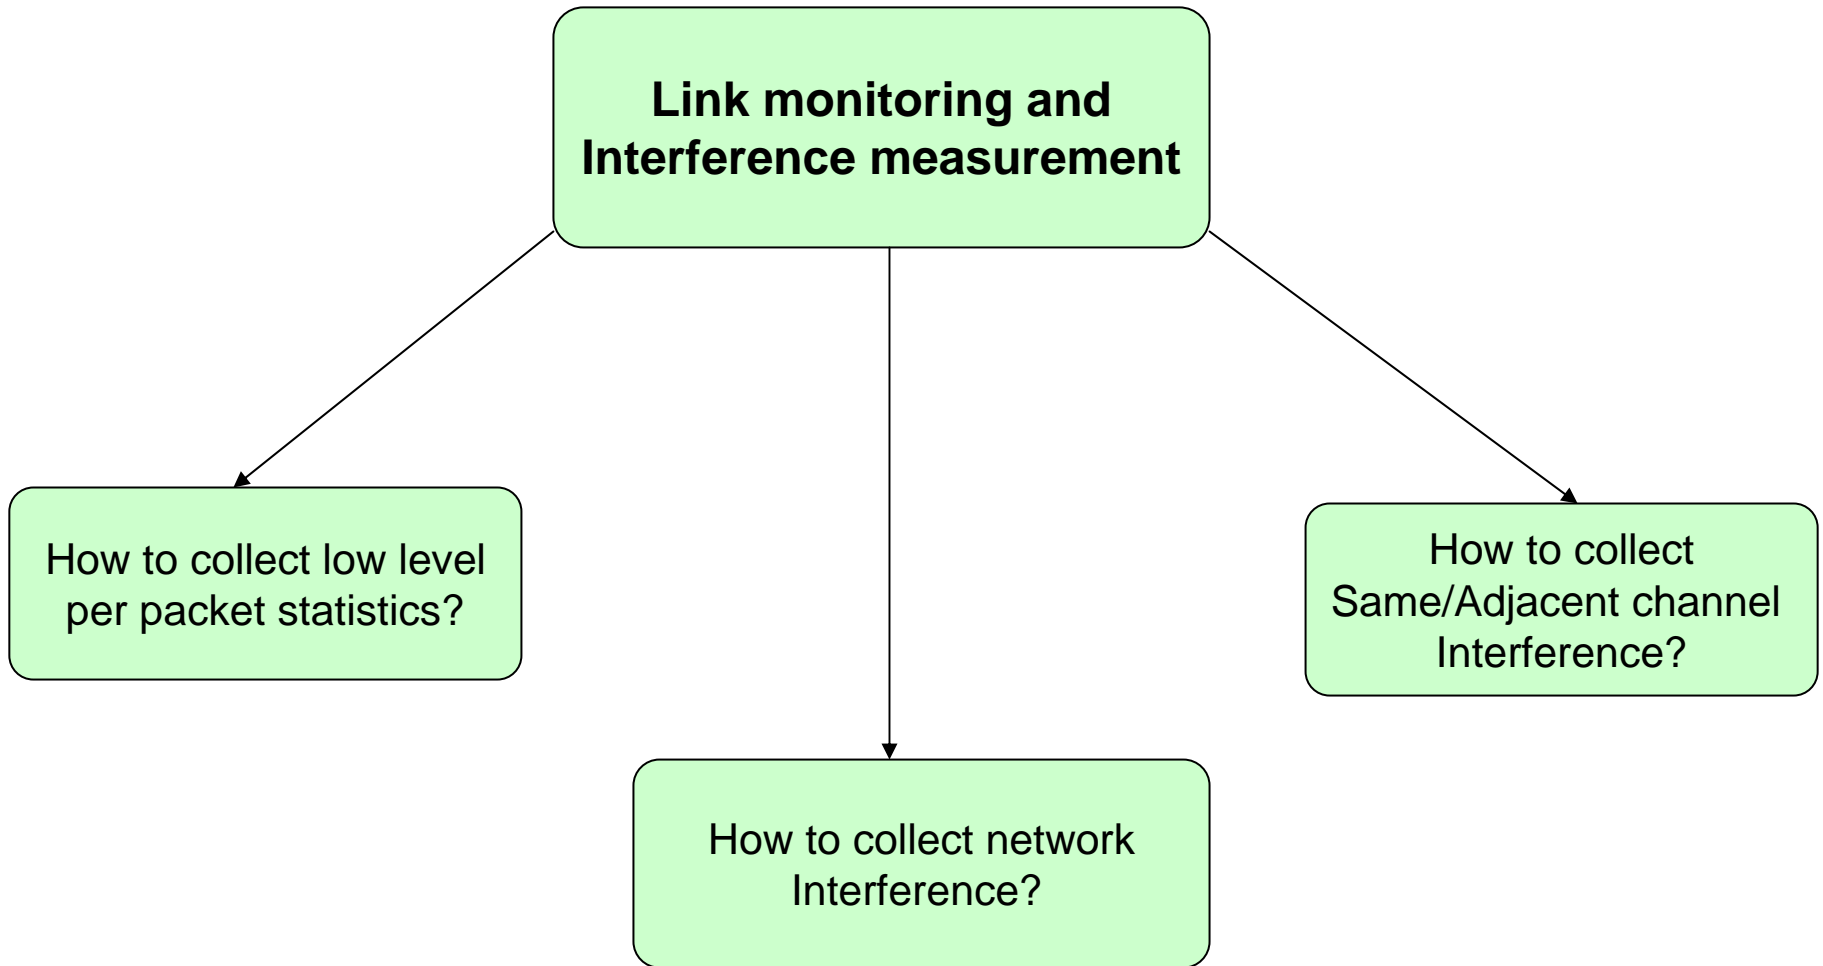 Link monitoring and
Interference measurement
How to collect low level
per packet statistics?
How to collect
Same/Adjacent channel
Interference?
How to collect network
Interference?